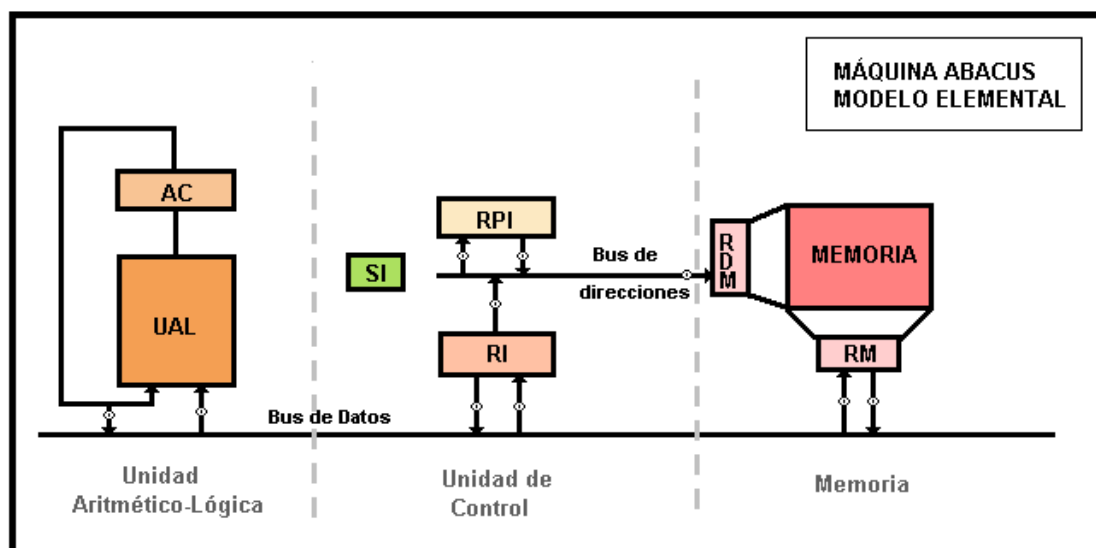 MÁQUINA ABACUS
MODELO ELEMENTAL
AC
UAL
SI
RPI
RI
Bus de
direcciones
RDM
MEMORIA
RM
Bus de Datos
Unidad
Aritmético-Lógica
Unidad de
Control
Memoria